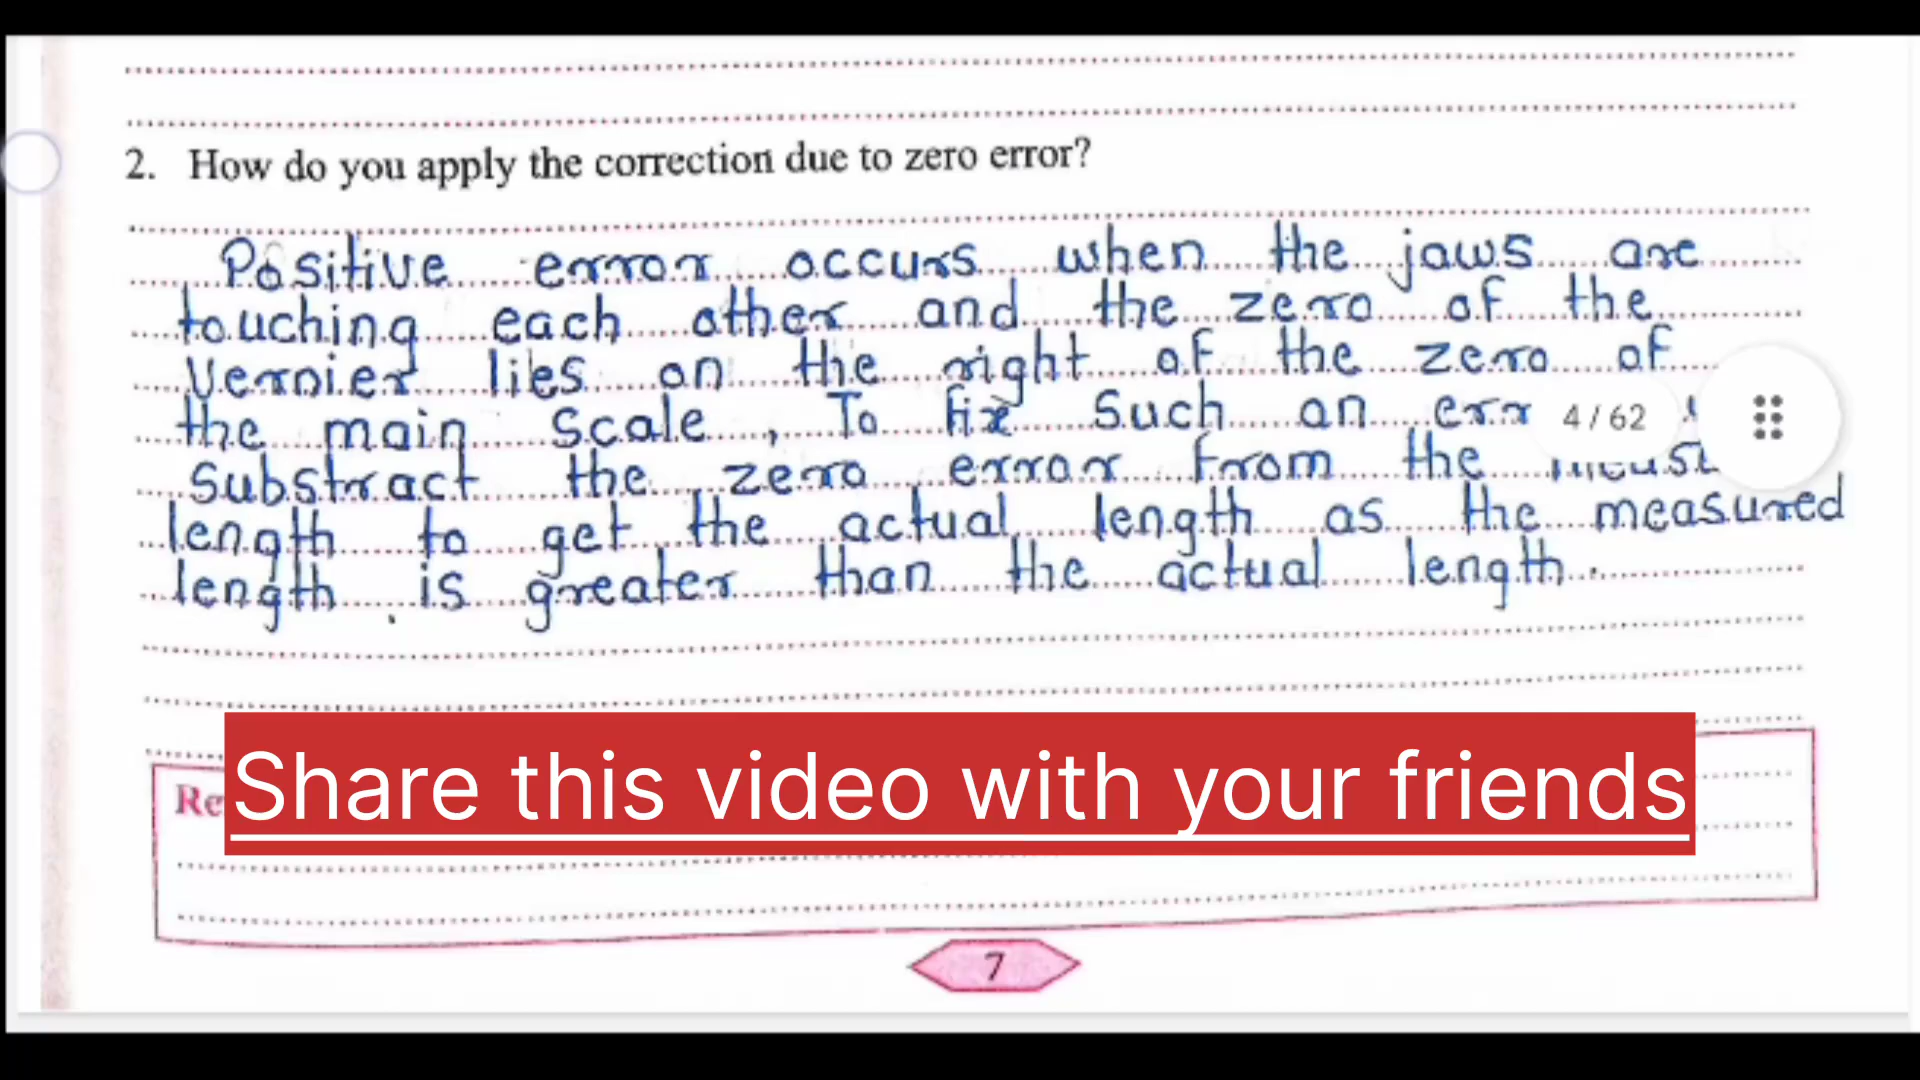 2. How do you apply the correction due to zero error?
Positive error occurs when the jaws are
touching each other and the zero of the
Vernier lies on the right of the zero of
the main scale, To fix such an
4 / 62
Substract the zero error from the
length to get the actual length as the measured
length is greater than the actual length.
Share this video with your friends
7